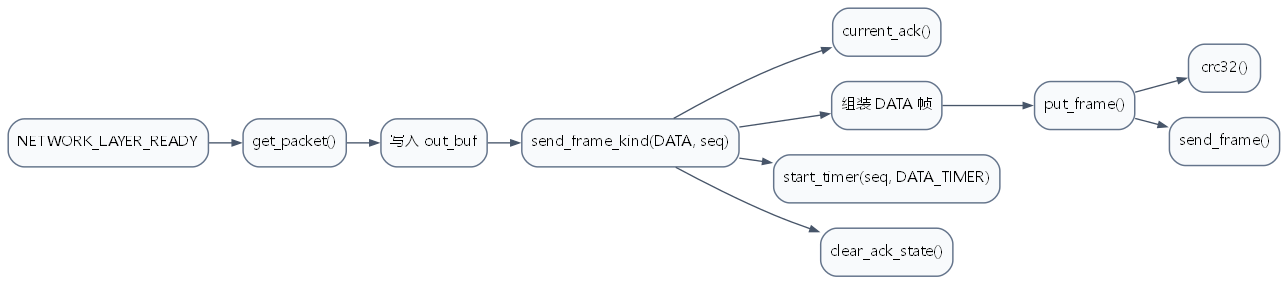 NETWORK_LAYER_READY
get_packet()
写入 out_buf
send_frame_kind(DATA, seq)
current_ack()
组装 DATA 帧
start_timer(seq, DATA_TIMER)
clear_ack_state()
put_frame()
crc32()
send_frame()